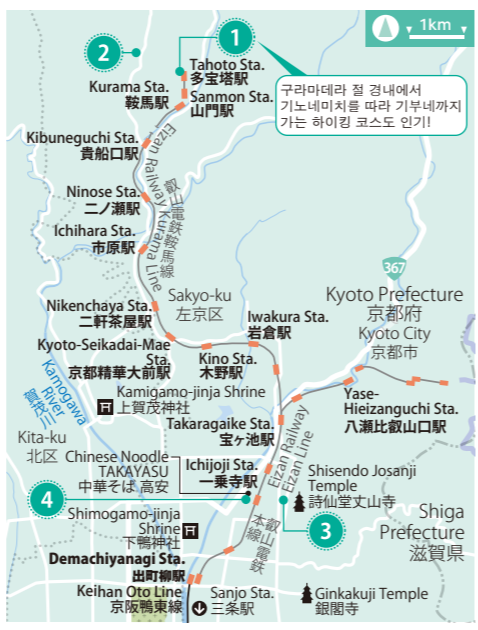 1km
1
2
Tahoto Sta.
多宝塔駅
Kurama Sta.
鞍馬駅
Sanmon Sta.
山門駅
구라마데라 절 경내에서
기노네미치를 따라 기부네까지
가는 하이킹 코스도 인기!
Kibuneguchi Sta.
貴船口駅
Eizan Railway Kurama Line
叡山電鉄鞍馬線
Ninose Sta.
二ノ瀬駅
Ichihara Sta.
市原駅
367
Sakyo-ku
左京区
Kyoto Prefecture
京都府
Kyoto City
京都市
Nikenchaya Sta.
二軒茶屋駅
Iwakura Sta.
岩倉駅
Kyoto-Seikadai-Mae
Sta.
京都精華大前駅
Kino Sta.
木野駅
Kamogawa
River
賀茂川
Kamigamo-jinja Shrine
上賀茂神社
Yase-
Hieizanguchi Sta.
八瀬比叡山口駅
Takaragaike Sta.
宝ヶ池駅
Kita-ku
北区
Chinese Noodle
TAKAYASU
中華そば 高安
Ichijoji Sta.
一乗寺駅
Eizan Railway
Eizan Line
叡山電鉄
本線
Shisendo Josanji
Temple
詩仙堂丈山寺
4
3
Shimogamo-jinja
Shrine
下鴨神社
Shiga
Prefecture
滋賀県
Demachiyanagi Sta.
出町柳駅
Keihan Oto Line
京阪鴨東線
Sanjo Sta.
三条駅
Ginkakuji Temple
銀閣寺